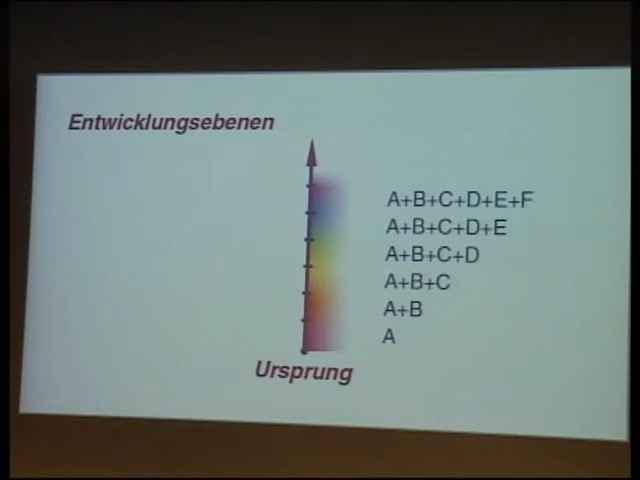 Entwicklungsebenen
A+B+C+D+E+F
A+B+C+D+E
A+B+C+D
A+B+C
A+B
A
Ursprung